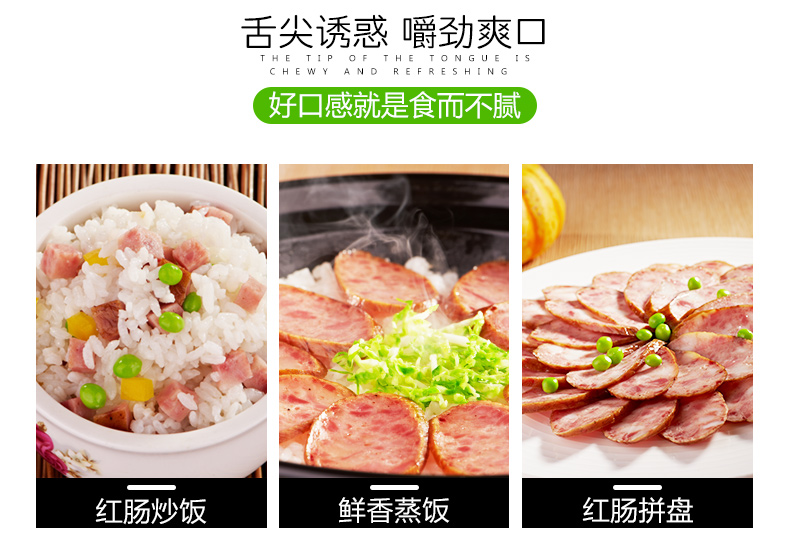 舌尖诱惑 嚼劲爽口
THE TIP OF THE TONGUE IS
CHEWY AND REFRESHING
好口感就是食而不腻
红肠炒饭
鲜香蒸饭
红肠拼盘